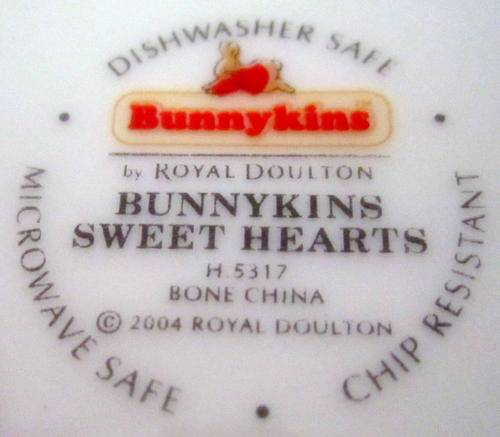 DISHWASHER SAFE
Bunnykins
by ROYAL DOULTON
BUNNYKINS
SWEET HEARTS
H.5317
BONE CHINA
© 2004 ROYAL DOULTON
MICROWAVE SAFE
CHIP RESISTANT